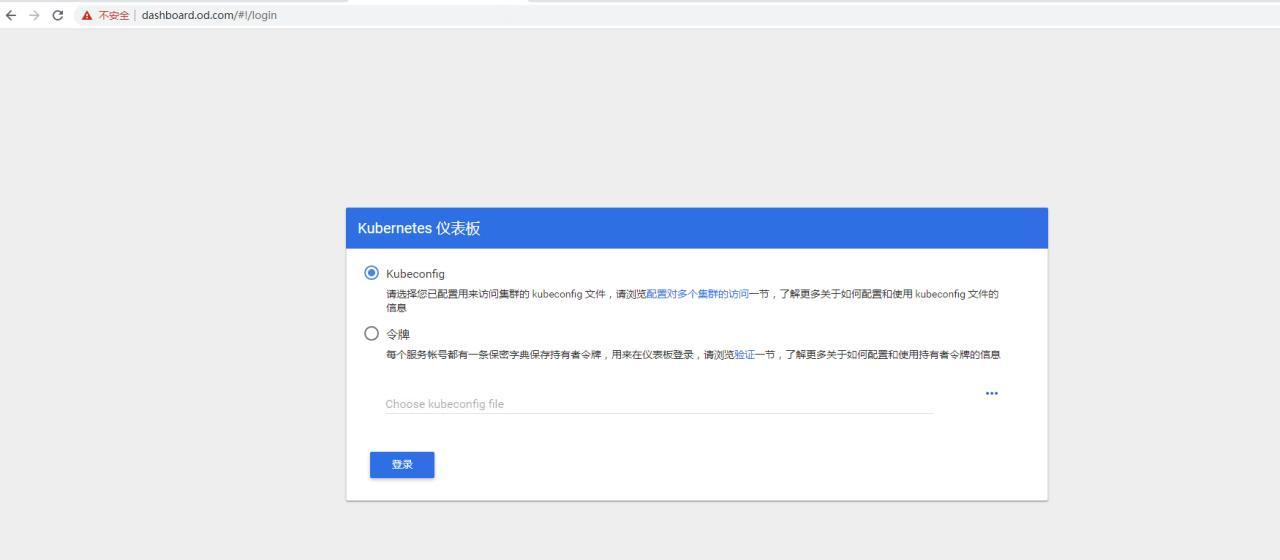 不安全 | dashboard.od.com/#!/login
Kubernetes 仪表板
Kubeconfig
请选择您已配置用来访问集群的 kubeconfig 文件，请浏览配置对多个集群的访问一节，了解更多关于如何配置和使用 kubeconfig 文件的
信息
令牌
每个服务帐号都有一条保密字典保存持有者令牌，用来在仪表板登录，请浏览验证一节，了解更多关于如何配置和使用持有者令牌的信息
Choose kubeconfig file
登录